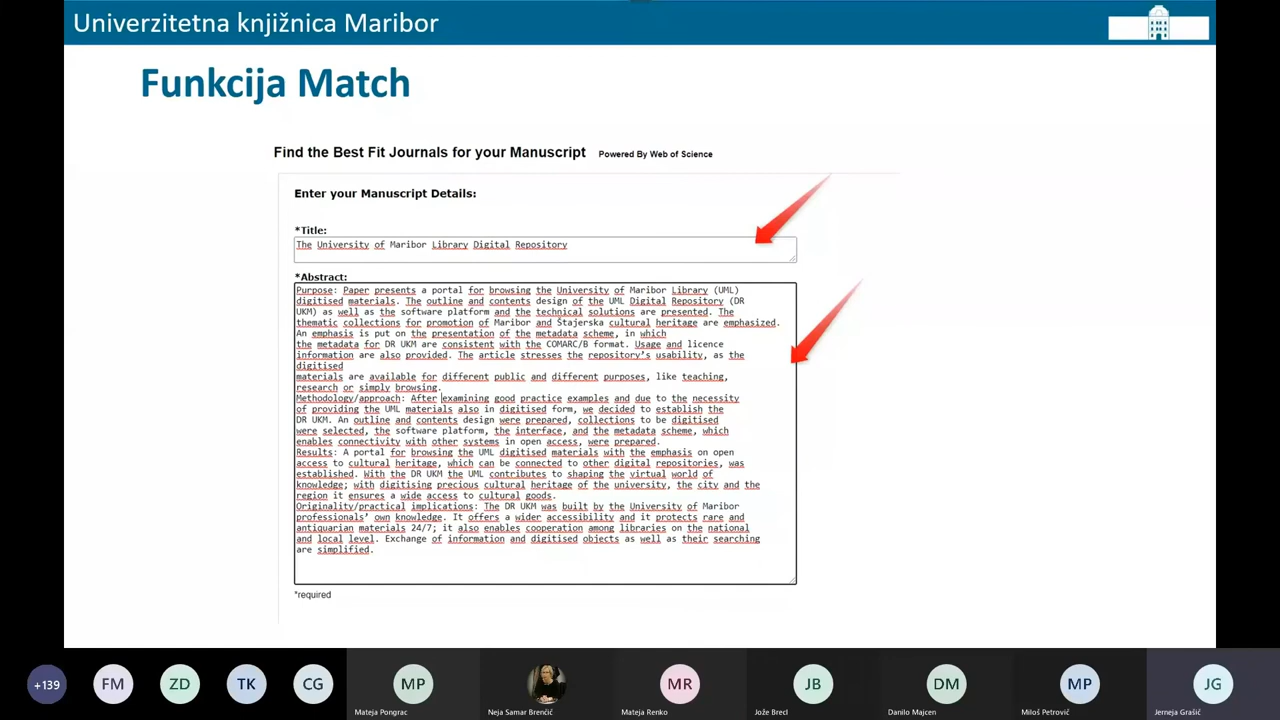 Univerzitetna knjižnica Maribor
Funkcija Match
Find the Best Fit Journals for your Manuscript Powered By Web of Science
Enter your Manuscript Details:
*Title:
The University of Maribor Library Digital Repository
*Abstract:
Purpose: Paper presents a portal for browsing the University of Maribor Library (UML)
digitised materials. The outline and contents design of the UML Digital Repository (DR
UKM) as well as the software platform and the technical solutions are presented. The
thematic collections for promotion of Maribor and Štajerska cultural heritage are emphasized.
An emphasis is put on the presentation of the metadata scheme, in which
the metadata for DR UKM are consistent with the COMARC/B format. Usage and licence
information are also provided. The article stresses the repository's usability, as the
digitised
materials are available for different public and different purposes, like teaching,
research or simply browsing.
Methodology/approach: After examining good practice examples and due to the necessity
of providing the UML materials also in digitised form, we decided to establish the
DR UKM. An outline and contents design were prepared, collections to be digitised
were selected, the software platform, the interface, and the metadata scheme, which
enables connectivity with other systems in open access, were prepared.
Results: A portal for browsing the UML digitised materials with the emphasis on open
access to cultural heritage, which can be connected to other digital repositories, was
established. With the DR UKM the UML contributes to shaping the virtual world of
knowledge; with digitising precious cultural heritage of the university, the city and the
region it ensures a wide access to cultural goods.
Originality/practical implications: The DR UKM was built by the University of Maribor
professionals' own knowledge. It offers a wider accessibility and it protects rare and
antiquarian materials 24/7; it also enables cooperation among libraries on the national
and local level. Exchange of information and digitised objects as well as their searching
are simplified.
*required
+139
FM
ZD
TK
CG
MP
MR
JB
DM
MP
JG
Mateja Pongrac
Neja Samar Brenčič
Mateja Renko
Jože Brecl
Danilo Majcen
Miloš Petrovič
Jerneja Grašič